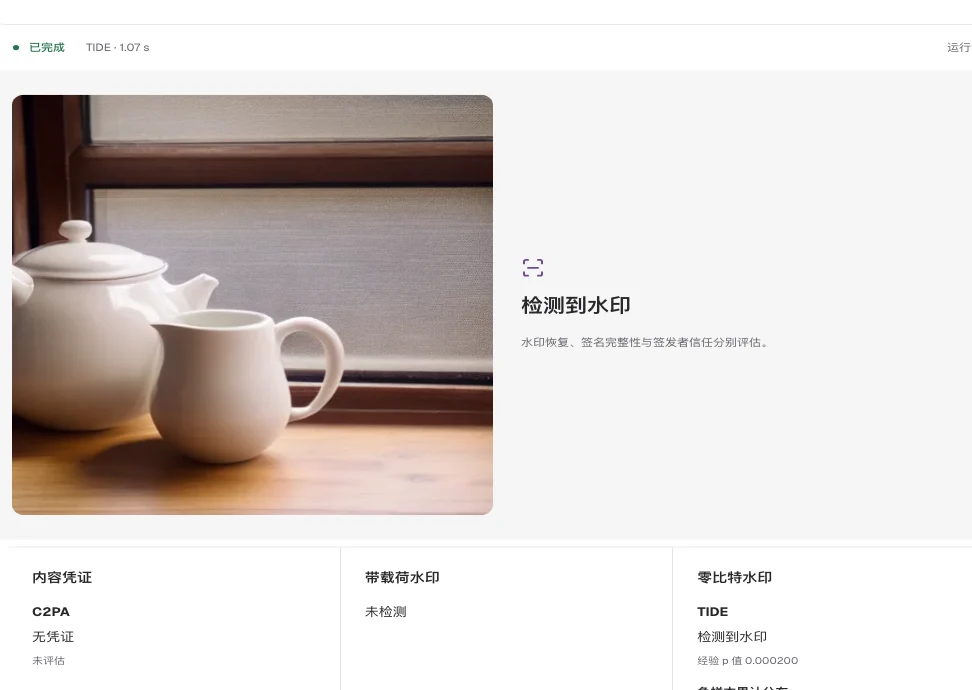 已完成 TIDE · 1.07 s 运行
检测到水印
水印恢复、签名完整性与签发者信任分别评估。
内容凭证
C2PA
无凭证
未评估
带载荷水印
未检测
零比特水印
TIDE
检测到水印
经验 p 值 0.000200